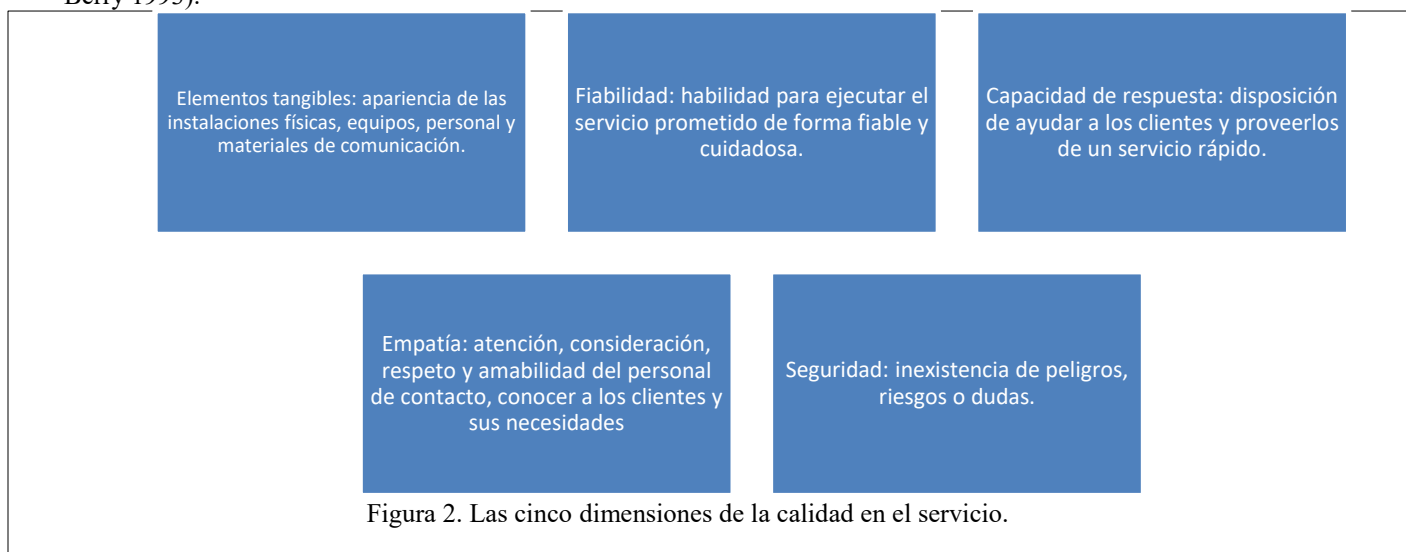 Berry 1993).
Elementos tangibles: apariencia de las
instalaciones físicas, equipos, personal y
materiales de comunicación.
Fiabilidad: habilidad para ejecutar el
servicio prometido de forma fiable y
cuidadosa.
Capacidad de respuesta: disposición
de ayudar a los clientes y proveerlos
de un servicio rápido.
Empatía: atención, consideración,
respeto y amabilidad del personal
de contacto, conocer a los clientes y
sus necesidades
Seguridad: inexistencia de peligros,
riesgos o dudas.
Figura 2. Las cinco dimensiones de la calidad en el servicio.